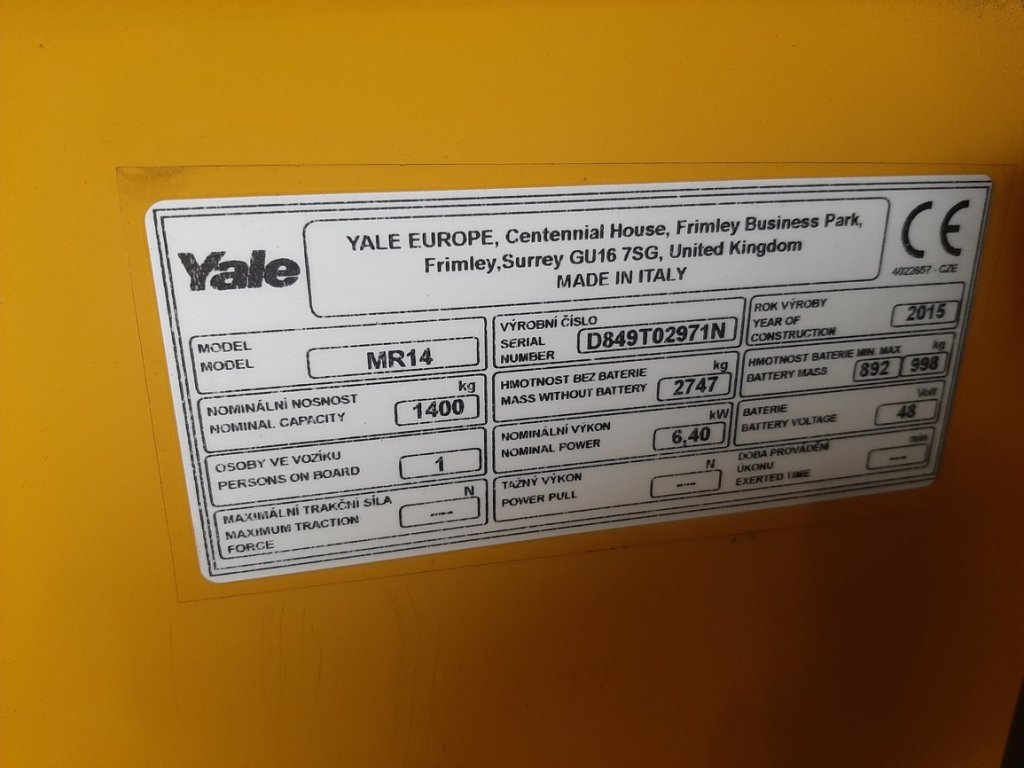 Yale
YALE EUROPE, Centennial House, Frimley Business Park,
Frimley,Surrey GU16 7SG, United Kingdom
MADE IN ITALY
CE
4022657 - CZE
MODEL
MODEL
MR14
VÝROBNÍ ČÍSLO
SERIAL
NUMBER
D849T02971N
ROK VÝROBY
YEAR OF
CONSTRUCTION
2015
NOMINÁLNÍ NOSNOST
NOMINAL CAPACITY
kg
1400
HMOTNOST BEZ BATERIE
MASS WITHOUT BATTERY
kg
2747
HMOTNOST BATERIE MIN. MAX
BATTERY MASS
kg
892 998
OSOBY VE VOZÍKU
PERSONS ON BOARD
1
NOMINÁLNÍ VÝKON
NOMINAL POWER
kW
6,40
BATERIE
BATTERY VOLTAGE
Volt
48
MAXIMÁLNÍ TRAKČNÍ SÍLA
MAXIMUM TRACTION
FORCE
N
---
TAŽNÝ VÝKON
POWER PULL
N
---
DOBA PROVÁDĚNÍ
ÚKONU
EXERTED TIME
min
---